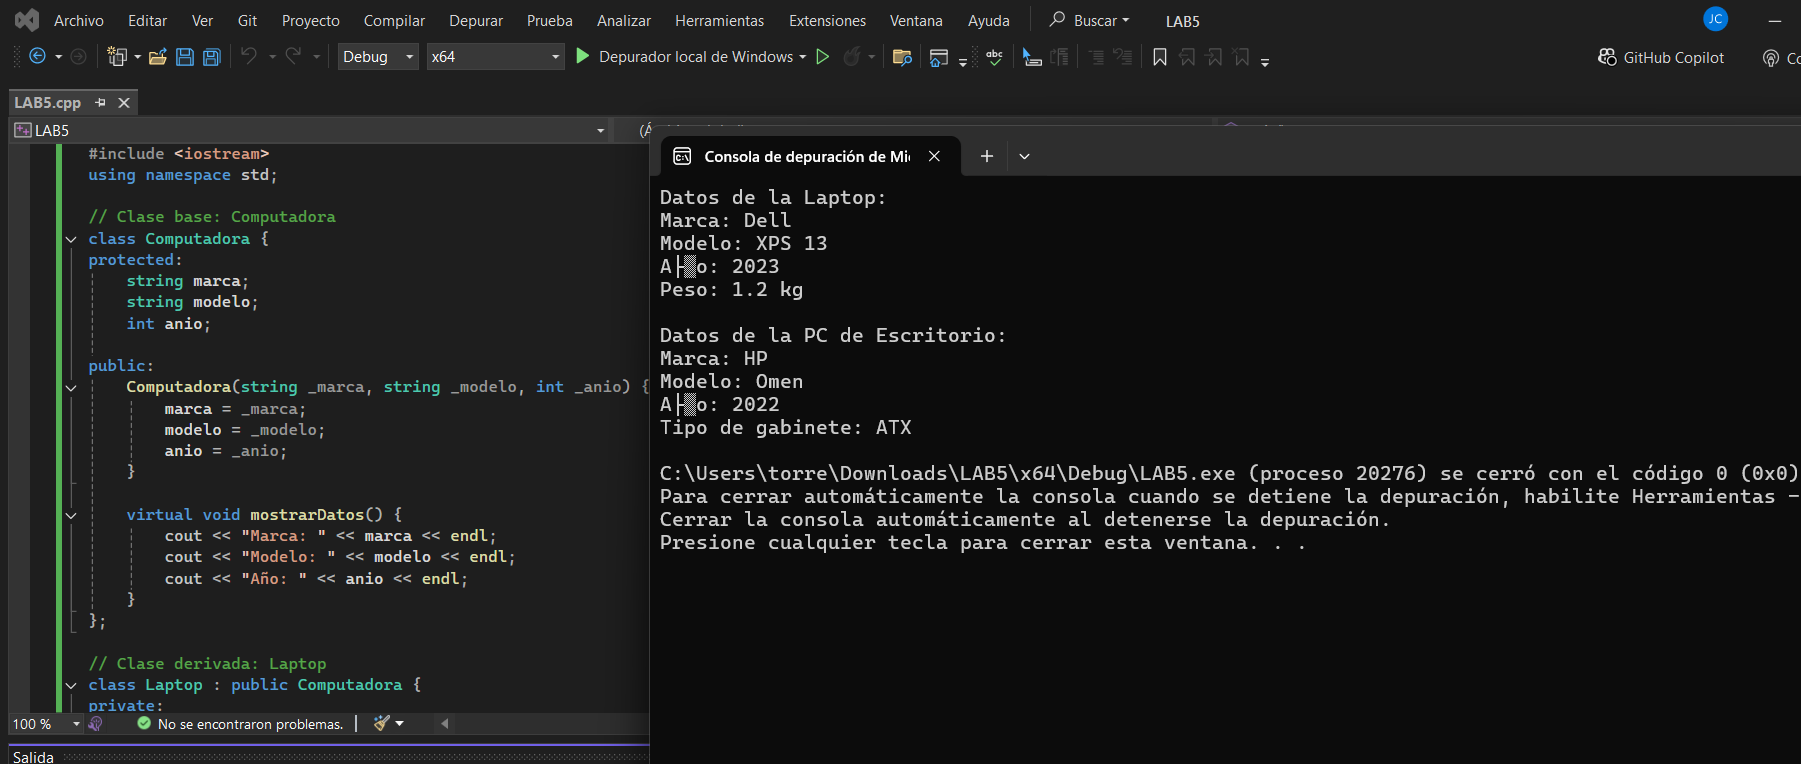 Archivo Editar Ver Git Proyecto Compilar Depurar Prueba Analizar Herramientas Extensiones Ventana Ayuda Buscar LAB5 JC
Debug x64 Depurador local de Windows abc GitHub Copilot
LAB5.cpp
LAB5
#include <iostream>
using namespace std;
// Clase base: Computadora
class Computadora {
protected:
string marca;
string modelo;
int anio;
public:
Computadora(string _marca, string _modelo, int _anio) {
marca = _marca;
modelo = _modelo;
anio = _anio;
}
virtual void mostrarDatos() {
cout << "Marca: " << marca << endl;
cout << "Modelo: " << modelo << endl;
cout << "Año: " << anio << endl;
}
};
// Clase derivada: Laptop
class Laptop : public Computadora {
private:
100 % No se encontraron problemas.
Salida
Consola de depuración de Mi
Datos de la Laptop:
Marca: Dell
Modelo: XPS 13
A├▒o: 2023
Peso: 1.2 kg
Datos de la PC de Escritorio:
Marca: HP
Modelo: Omen
A├▒o: 2022
Tipo de gabinete: ATX
C:\Users\torre\Downloads\LAB5\x64\Debug\LAB5.exe (proceso 20276) se cerró con el código 0 (0x0)
Para cerrar automáticamente la consola cuando se detiene la depuración, habilite Herramientas -
Cerrar la consola automáticamente al detenerse la depuración.
Presione cualquier tecla para cerrar esta ventana. . .